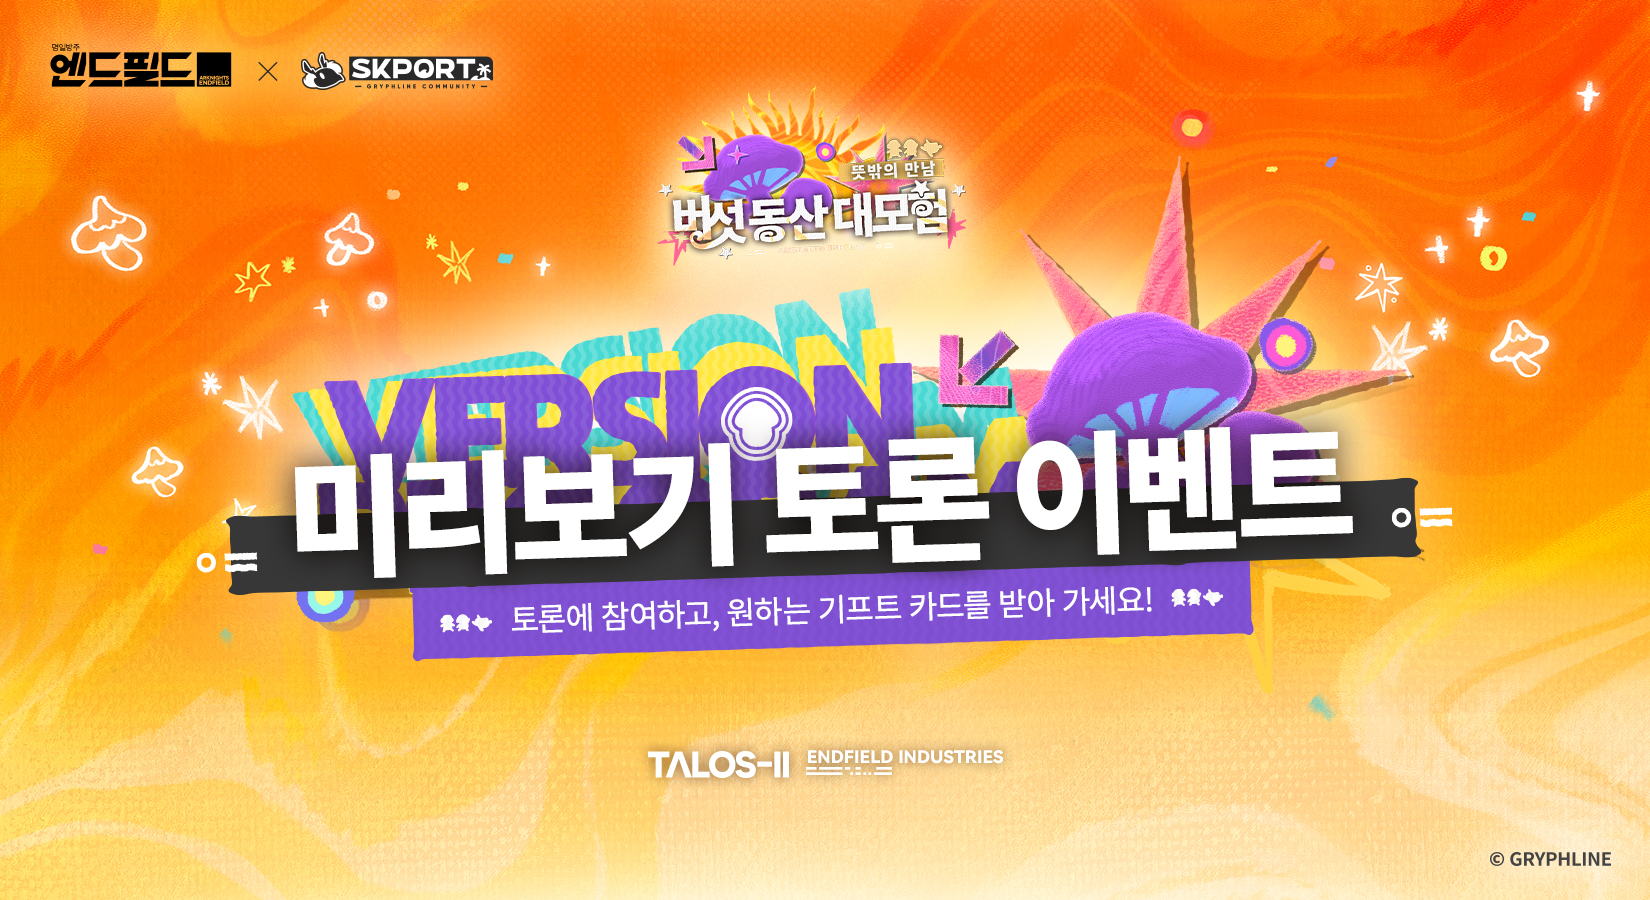 명일방주
엔드필드
ARKNIGHTS
ENDFIELD
SKPORT
GRYPHLINE COMMUNITY
뜻밖의 만남
버섯 동산 대모험
VERSION
미리보기 토론 이벤트
토론에 참여하고, 원하는 기프트 카드를 받아 가세요!
TALOS-II
ENDFIELD INDUSTRIES
© GRYPHLINE